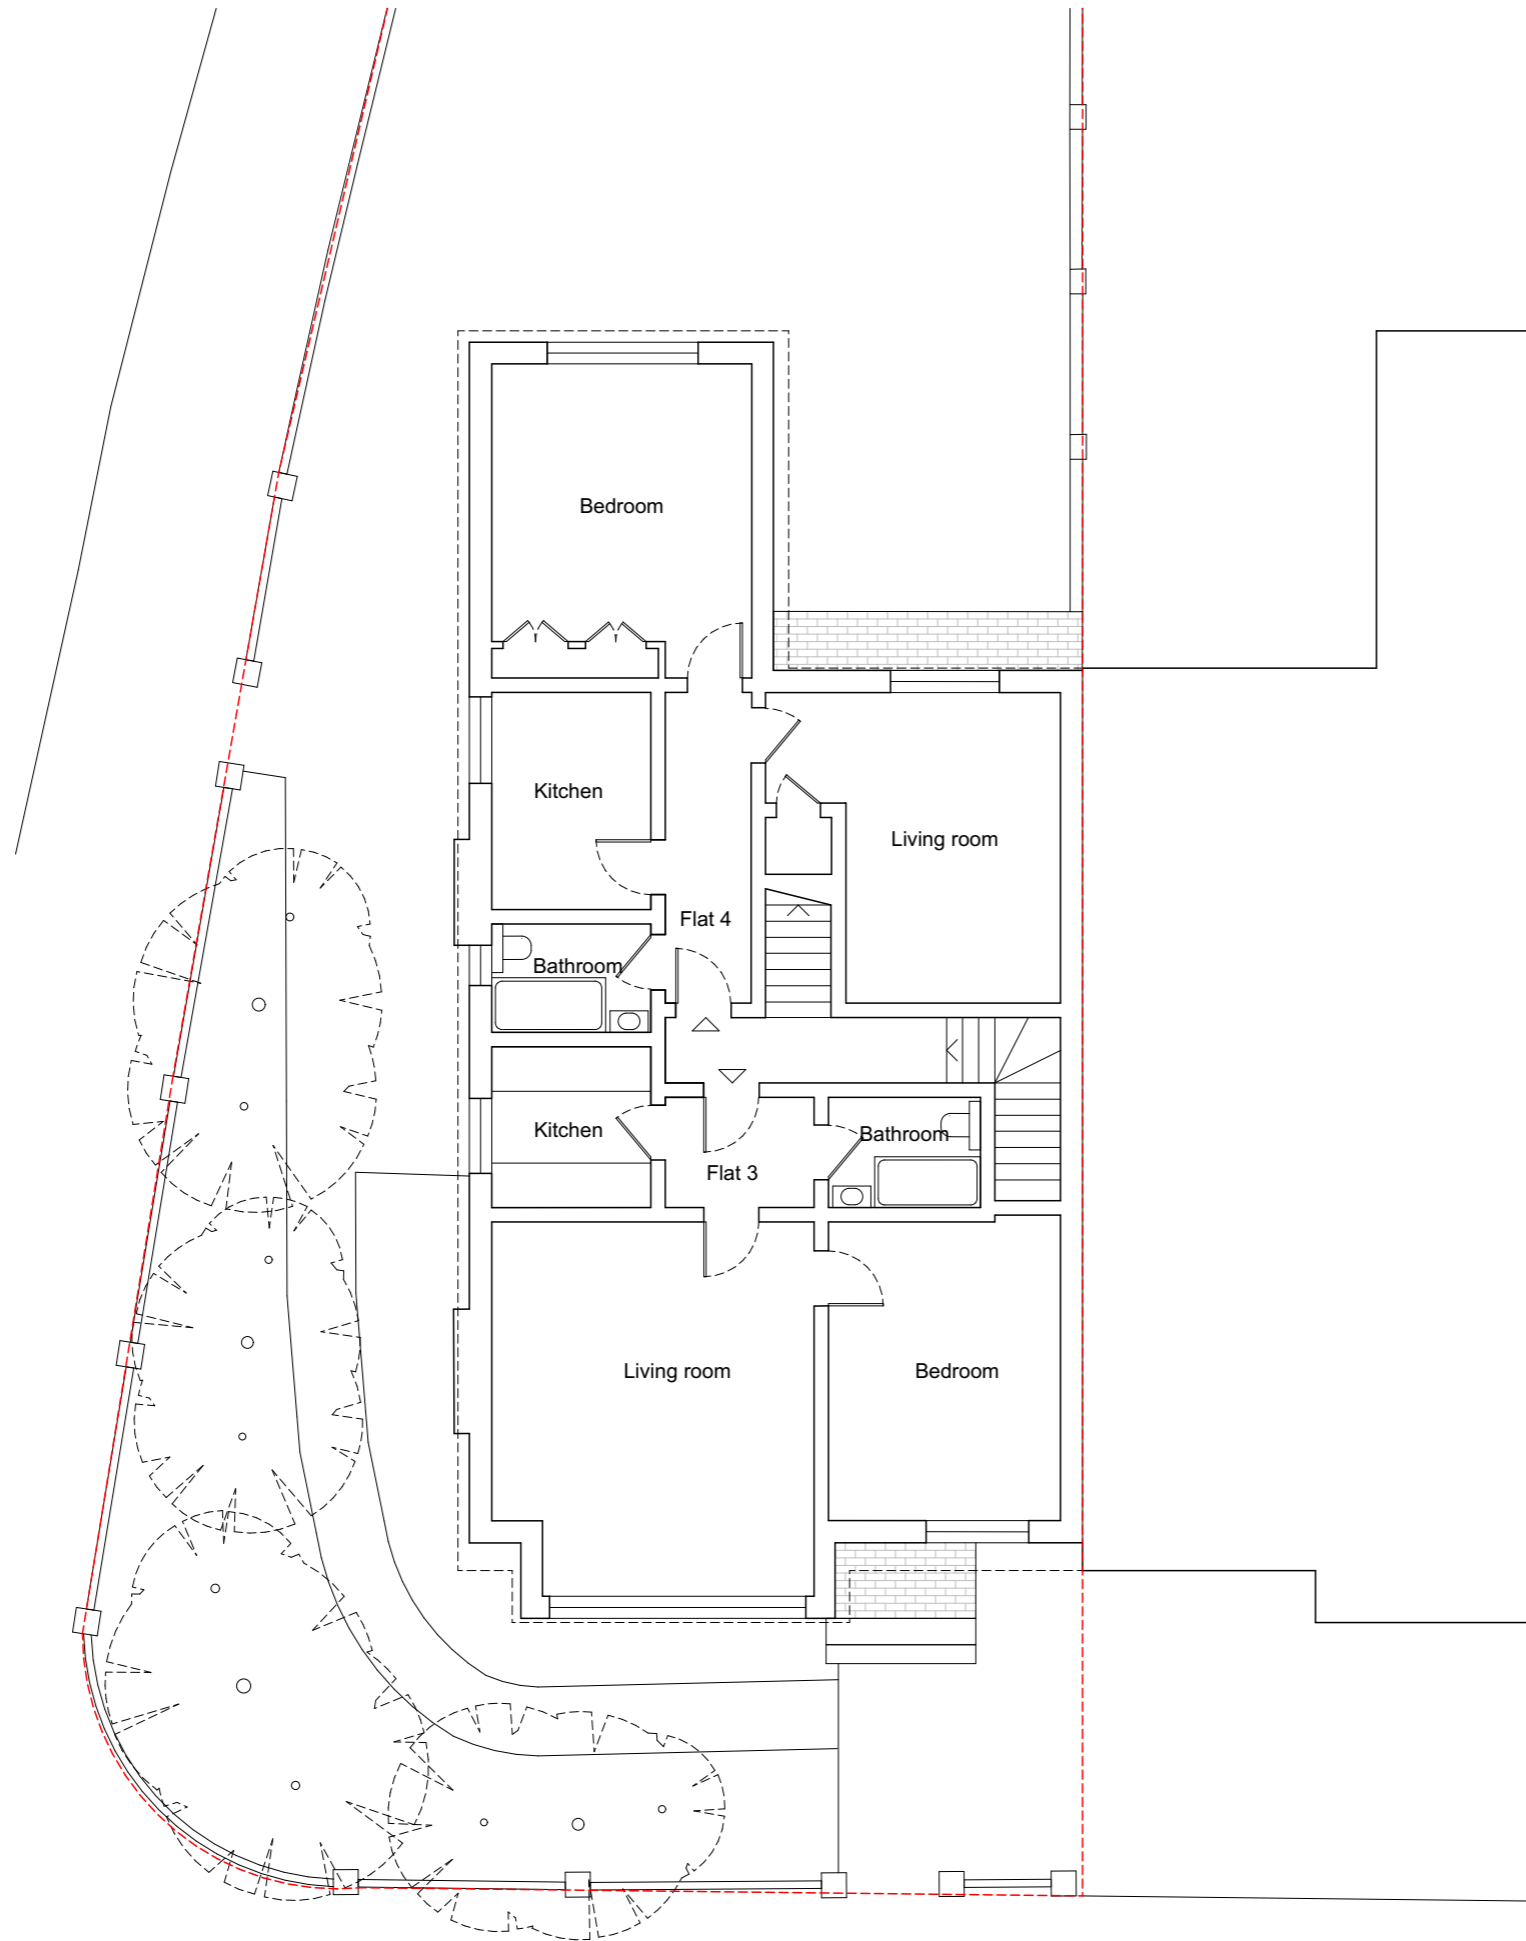 Bedroom
Kitchen
Living room
Flat 4
Bathroom
Kitchen
Bathroom
Flat 3
Living room
Bedroom